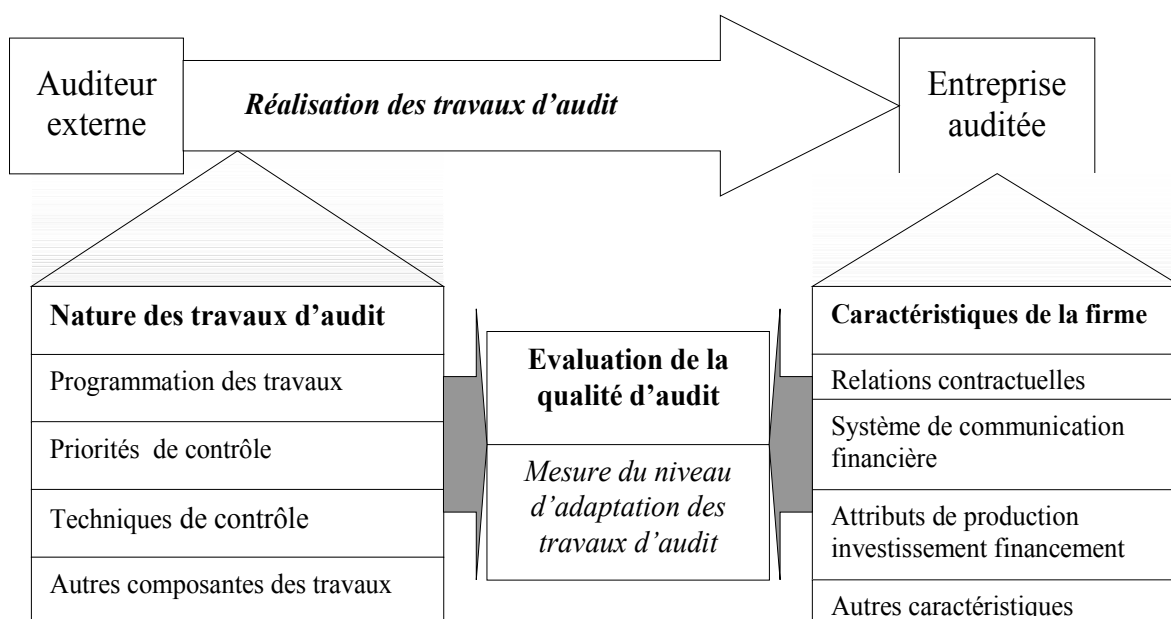 Auditeur
externe
Réalisation des travaux d’audit
Entreprise
auditée
Nature des travaux d’audit
Programmation des travaux
Priorités de contrôle
Techniques de contrôle
Autres composantes des travaux
Evaluation de la
qualité d’audit
Mesure du niveau
d’adaptation des
travaux d’audit
Caractéristiques de la firme
Relations contractuelles
Système de communication
financière
Attributs de production
investissement financement
Autres caractéristiques